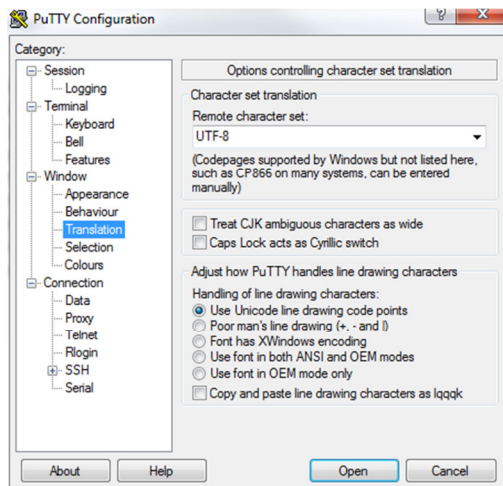 PuTTY Configuration
Category:
Session
Logging
Terminal
Keyboard
Bell
Features
Window
Appearance
Behaviour
Translation
Selection
Colours
Connection
Data
Proxy
Telnet
Rlogin
SSH
Serial
Options controlling character set translation
Character set translation
Remote character set:
UTF-8
(Codepages supported by Windows but not listed here,
such as CP866 on many systems, can be entered
manually)
Treat CJK ambiguous characters as wide
Caps Lock acts as Cyrillic switch
Adjust how PuTTY handles line drawing characters
Handling of line drawing characters:
Use Unicode line drawing code points
Poor man's line drawing (+, - and |)
Font has XWindows encoding
Use font in both ANSI and OEM modes
Use font in OEM mode only
Copy and paste line drawing characters as lqqqk
About
Help
Open
Cancel